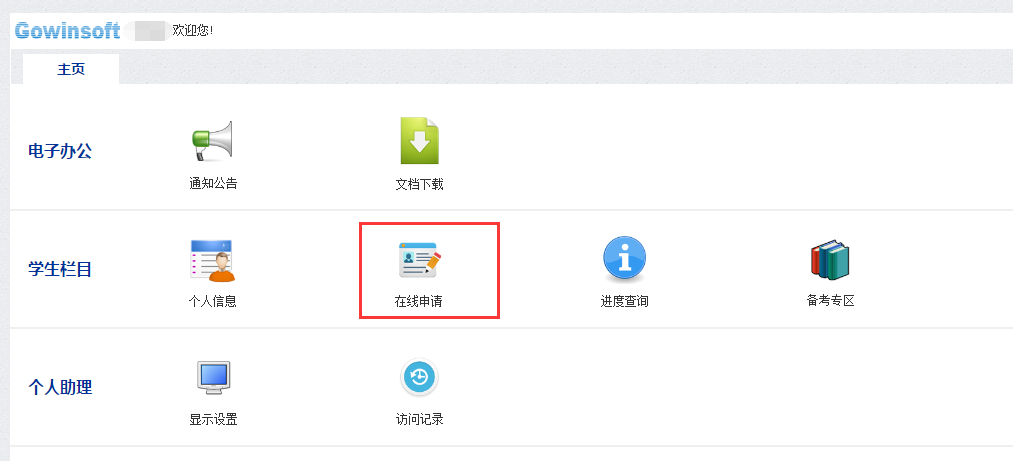 Gowinsoft 欢迎您!
主页
电子办公
通知公告
文档下载
学生栏目
个人信息
在线申请
进度查询
备考专区
个人助理
显示设置
访问记录